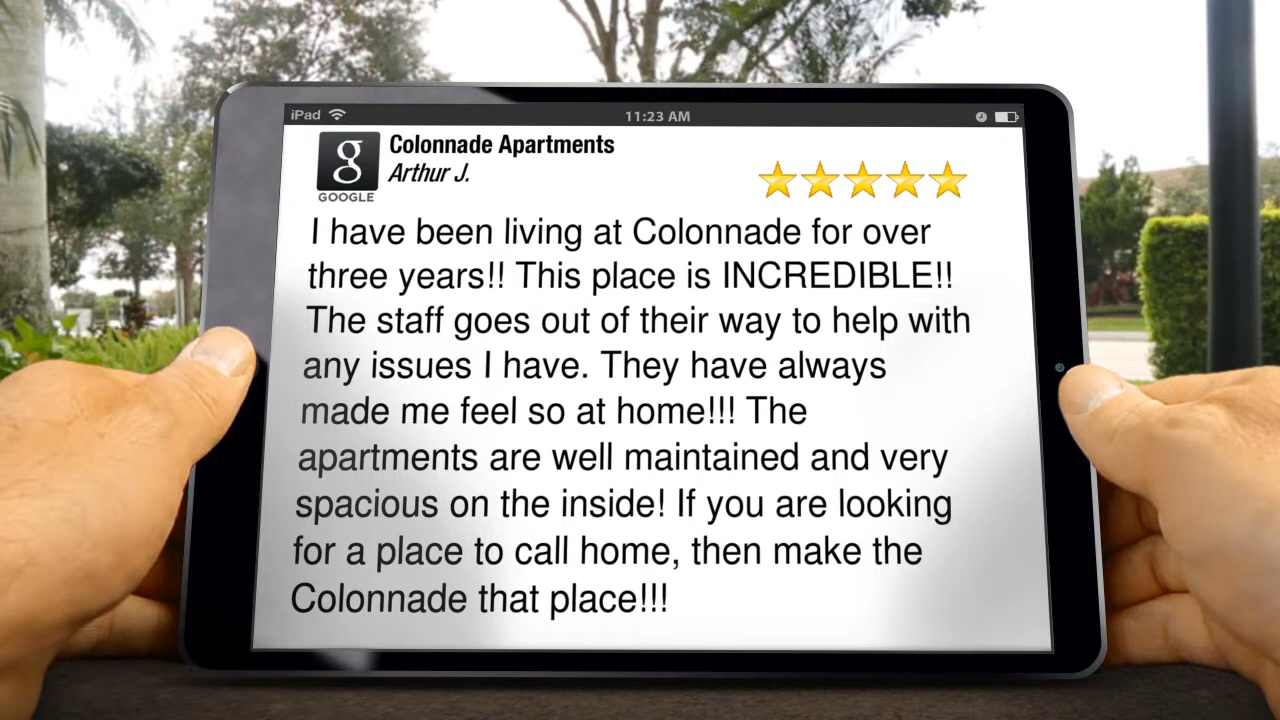 iPad 11:23 AM
g
GOOGLE
Colonnade Apartments
Arthur J.
I have been living at Colonnade for over
three years!! This place is INCREDIBLE!!
The staff goes out of their way to help with
any issues I have. They have always
made me feel so at home!!! The
apartments are well maintained and very
spacious on the inside! If you are looking
for a place to call home, then make the
Colonnade that place!!!